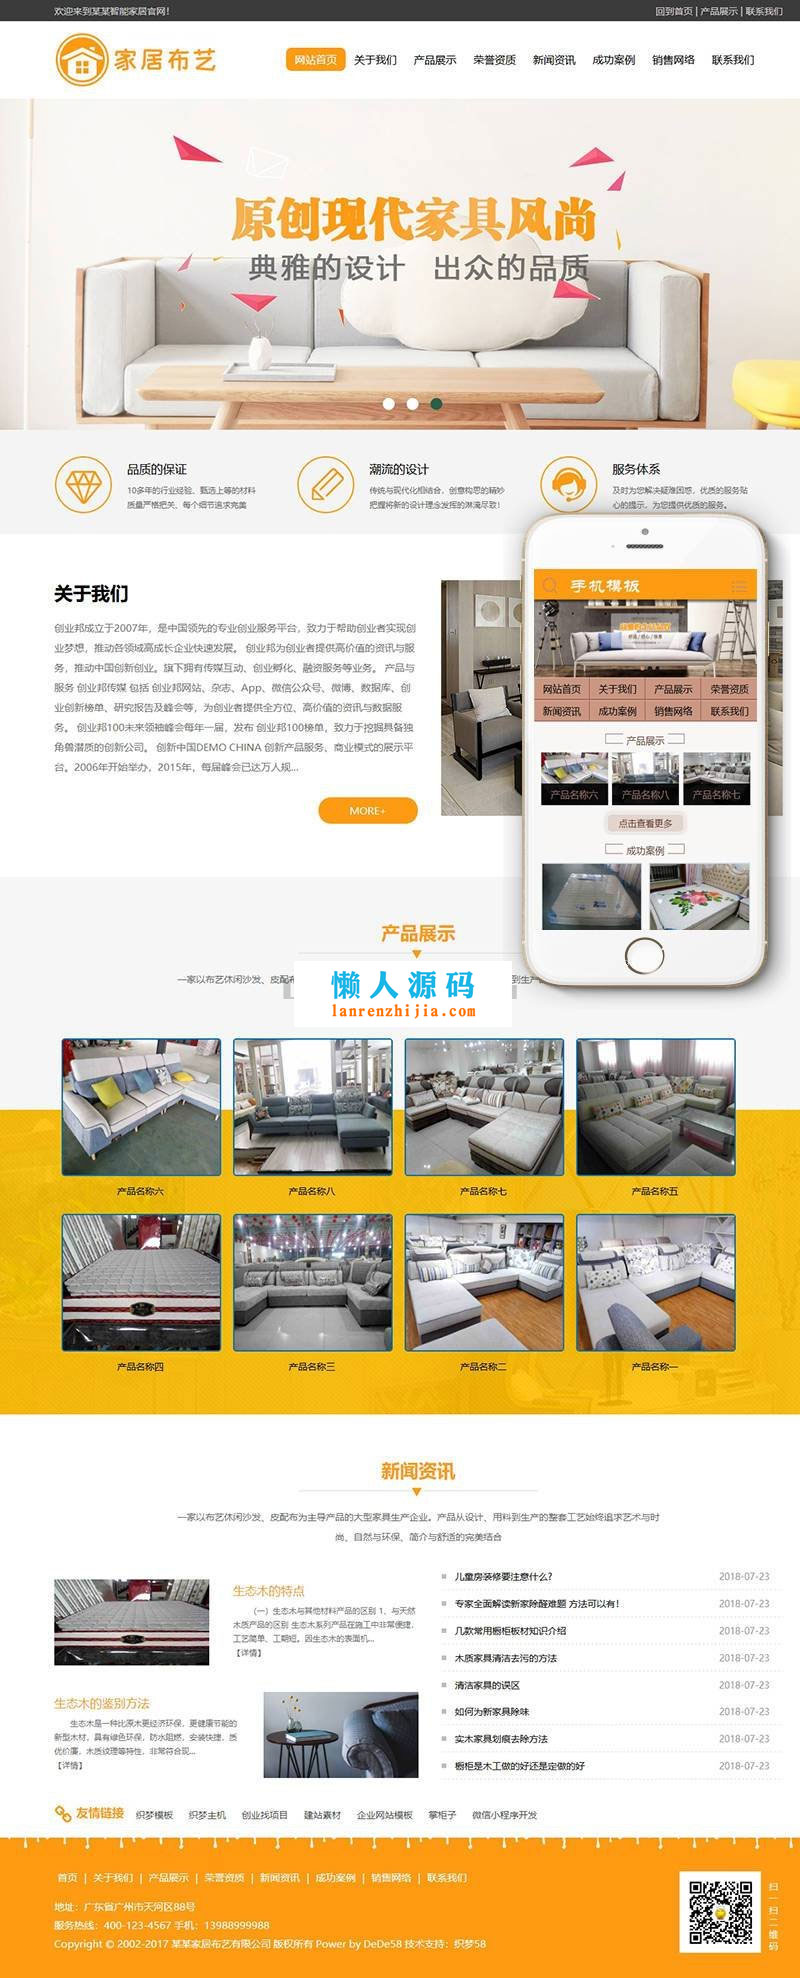 欢迎来到某某智能家居官网!
回到首页 | 产品展示 | 联系我们
家居布艺
网站首页 关于我们 产品展示 荣誉资质 新闻资讯 成功案例 销售网络 联系我们
原创现代家具风尚
典雅的设计 出众的品质
品质的保证
10多年的行业经验、甄选上等的材料
质量严格把关、每个细节追求完美
潮流的设计
传统与现代化相结合，创意构思的精妙
把握将新的设计理念发挥的淋漓尽致!
服务体系
及时为您解决疑难困惑，优质的服务贴
心的提示，为您提供优质的服务。
关于我们
创业邦成立于2007年，是中国领先的专业创业服务平台，致力于帮助创业者实现创
业梦想，推动各领域高成长企业快速发展。 创业邦为创业者提供高价值的资讯与服
务，推动中国创新创业。旗下拥有传媒互动、创业孵化、融资服务等业务。 产品与
服务 创业邦传媒 包括 创业邦网站、杂志、App、微信公众号、微博、数据库、创
业创新榜单、研究报告及峰会等，为创业者提供全方位、高价值的资讯与数据服
务。 创业邦100未来领袖峰会每年一届，发布 创业邦100榜单，致力于挖掘具备独
角兽潜质的创新公司。 创新中国DEMO CHINA 创新产品服务、商业模式的展示平
台。2006年开始举办，2015年，每届峰会已达万人规...
MORE+
手机模板
网站首页 关于我们 产品展示 荣誉资质
新闻资讯 成功案例 销售网络 联系我们
产品展示
产品名称六 产品名称八 产品名称七
点击查看更多
成功案例
产品展示
一家以布艺休闲沙发、皮配布
到生产的
懒人源码
lanrenzhijia.com
产品名称六 产品名称八 产品名称七 产品名称五
产品名称四 产品名称三 产品名称二 产品名称一
新闻资讯
一家以布艺休闲沙发、皮配布为主导产品的大型家具生产企业。产品从设计、用料到生产的整套工艺始终追求艺术与时
尚、自然与环保、简介与舒适的完美结合
生态木的特点
（一）生态木与其他材料产品的区别 1、与天然
木质产品的区别 生态木系列产品在施工中非常便捷，
工艺简单、工期短。因生态木的表面机...
【详情】
生态木的鉴别方法
生态木是一种比原木更经济环保，更健康节能的
新型木材，具有绿色环保，防水阻燃，安装快捷，质
优价廉，木质纹理等特性，非常符合现...
【详情】
儿童房装修要注意什么? 2018-07-23
专家全面解读新家除醛难题 方法可以有! 2018-07-23
几款常用橱柜板材知识介绍 2018-07-23
木质家具清洁去污的方法 2018-07-23
清洁家具的误区 2018-07-23
如何为新家具除味 2018-07-23
实木家具划痕去除方法 2018-07-23
橱柜是木工做的好还是定做的好 2018-07-23
友情链接 织梦模板 织梦主机 创业找项目 建站素材 企业网站模板 掌柜子 微信小程序开发
首页 | 关于我们 | 产品展示 | 荣誉资质 | 新闻资讯 | 成功案例 | 销售网络 | 联系我们
地址：广东省广州市天河区88号
服务热线：400-123-4567 手机：13988999988
Copyright © 2002-2017 某某家居布艺有限公司 版权所有 Power by DeDe58 技术支持：织梦58
扫一扫二维码